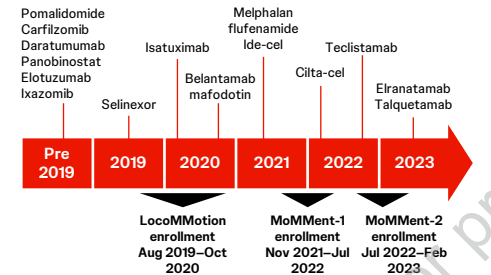 Pomalidomide
Carfilzomib
Daratumumab
Panobinostat
Elotuzumab
Ixazomib
Selinexor
Isatuximab
Belantamab
mafodotin
Melphalan
flufenamide
Ide-cel
Cilta-cel
Teclistamab
Elranatamab
Talquetamab
Pre
2019
2019
2020
2021
2022
2023
LocoMMotion
enrollment
Aug 2019–Oct
2020
MoMMent-1
enrollment
Nov 2021–Jul
2022
MoMMent-2
enrollment
Jul 2022–Feb
2023